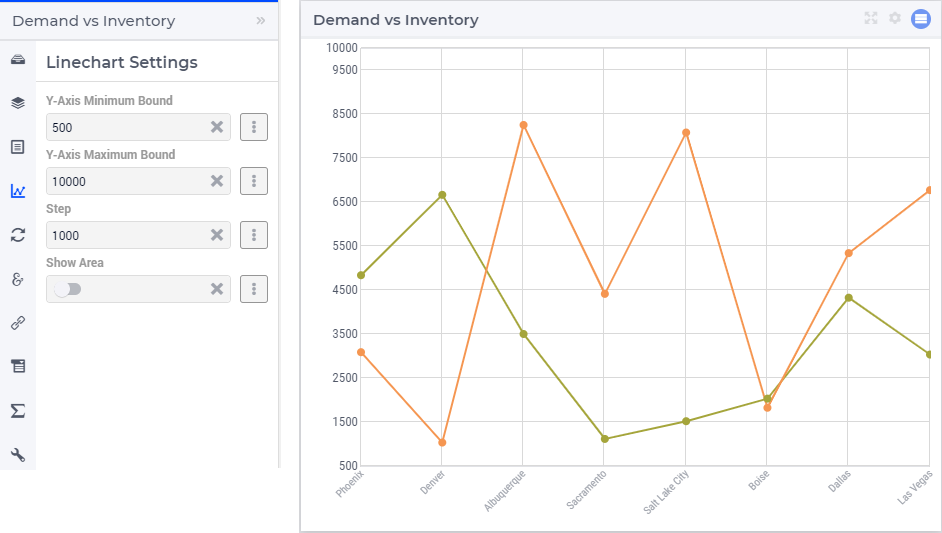 Demand vs Inventory
Linechart Settings
Y-Axis Minimum Bound
500
Y-Axis Maximum Bound
10000
Step
1000
Show Area
Demand vs Inventory
10000
9500
8500
7500
6500
5500
4500
3500
2500
1500
500
Phoenix
Denver
Albuquerque
Sacramento
Salt Lake City
Boise
Dallas
Las Vegas